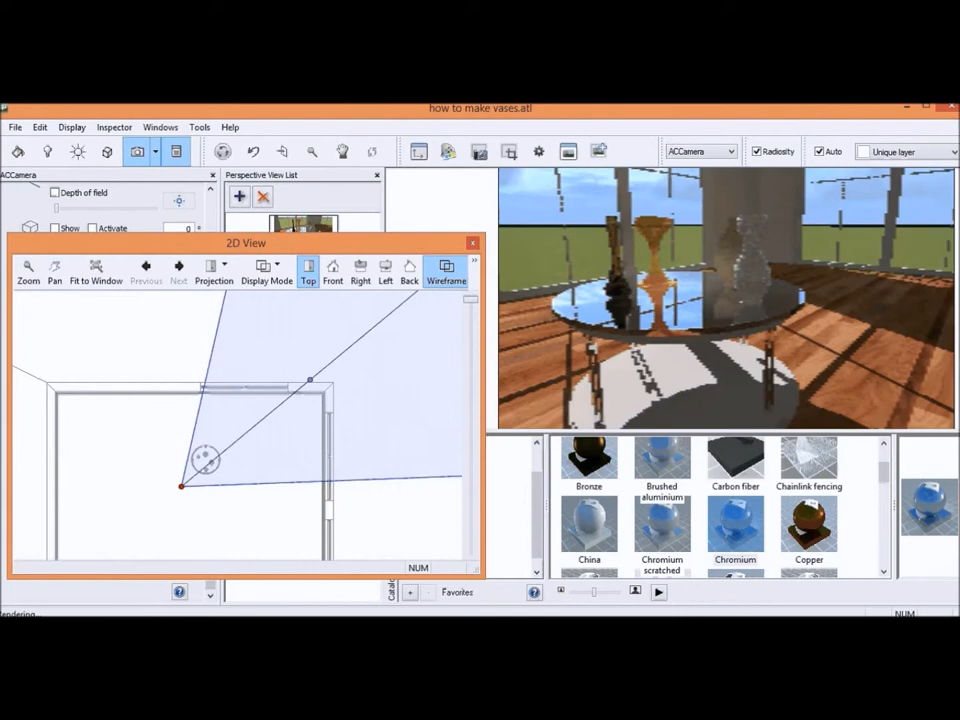 how to make vases.atl
File Edit Display Inspector Windows Tools Help
ACCamera Radiosity Auto Unique layer
ACCamera
Perspective View List
Depth of field
Show Activate 0
2D View
Zoom Pan Fit to Window Previous Next Projection Display Mode Top Front Right Left Back Wireframe
NUM
Bronze Brushed aluminium Carbon fiber Chainlink fencing
China Chromium scratched Chromium Copper
Favorites
NUM